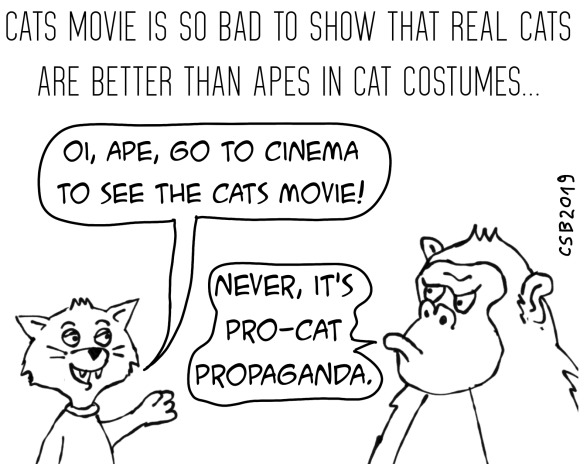 CATS MOVIE IS SO BAD TO SHOW THAT REAL CATS
ARE BETTER THAN APES IN CAT COSTUMES...
OI, APE, GO TO CINEMA
TO SEE THE CATS MOVIE!
NEVER, IT'S
PRO-CAT
PROPAGANDA.
CSB2019